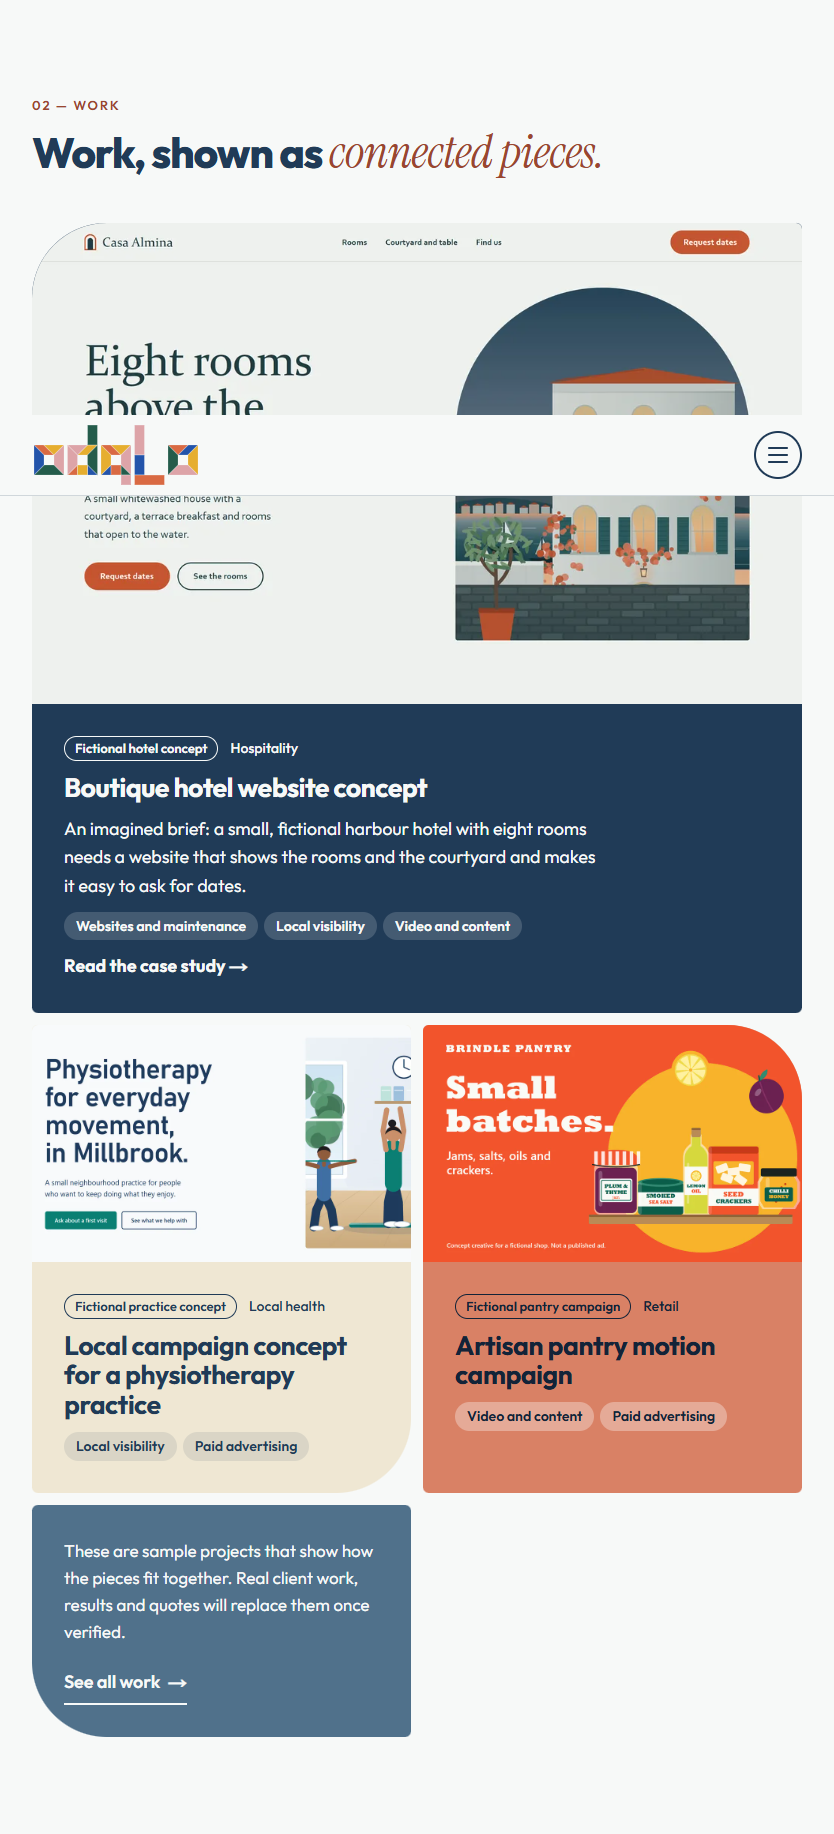 02 — WORK
Work, shown as connected pieces.
Casa Almina
Rooms
Courtyard and table
Find us
Request dates
Eight rooms
above the
A small whitewashed house with a
courtyard, a terrace breakfast and rooms
that open to the water.
Request dates
See the rooms
Fictional hotel concept
Hospitality
Boutique hotel website concept
An imagined brief: a small, fictional harbour hotel with eight rooms
needs a website that shows the rooms and the courtyard and makes
it easy to ask for dates.
Websites and maintenance
Local visibility
Video and content
Read the case study →
Physiotherapy
for everyday
movement,
in Millbrook.
A small neighbourhood practice for people
who want to keep doing what they enjoy.
Ask about a first visit
See what we help with
Fictional practice concept
Local health
Local campaign concept
for a physiotherapy
practice
Local visibility
Paid advertising
BRINDLE PANTRY
Small
batches.
Jams, salts, oils and
crackers.
PLUM &
THYME
SMOKED
SEA SALT
LEMON
OIL
SEED
CRACKERS
CHILLI
HONEY
Concept creative for a fictional shop. Not a published ad.
Fictional pantry campaign
Retail
Artisan pantry motion
campaign
Video and content
Paid advertising
These are sample projects that show how
the pieces fit together. Real client work,
results and quotes will replace them once
verified.
See all work →